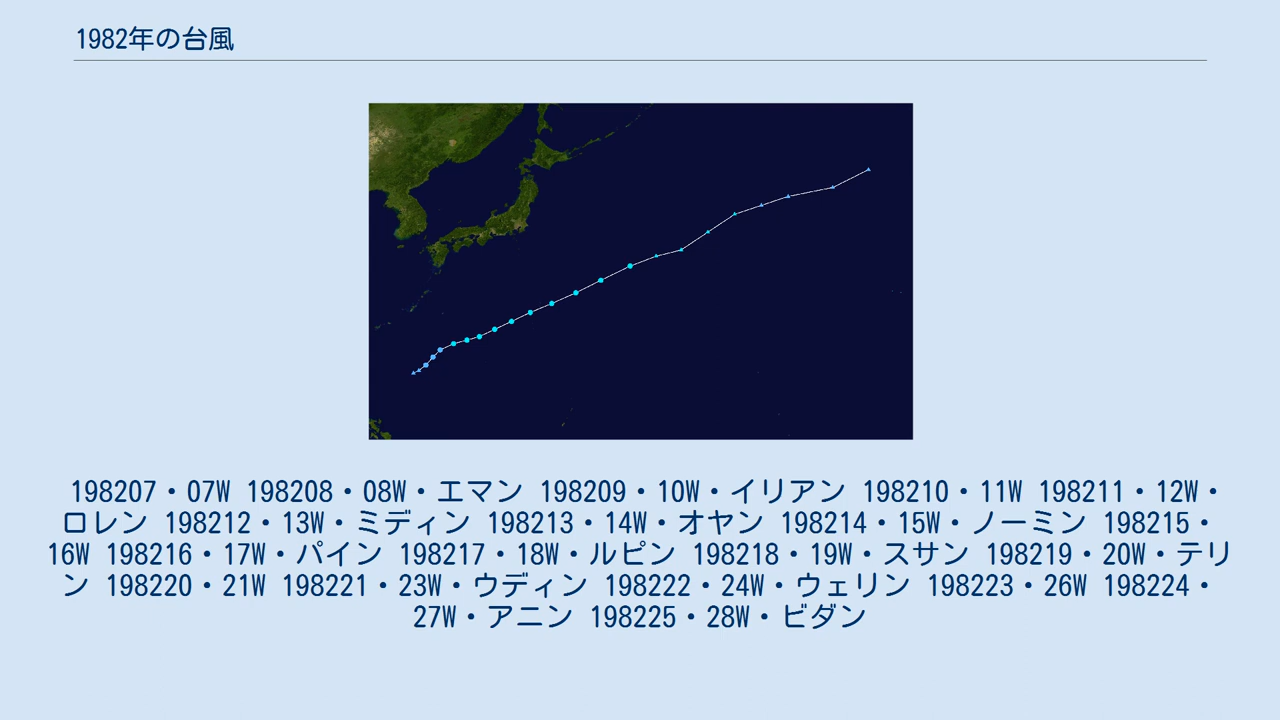 1982年の台風
198207・07W 198208・08W・エマン 198209・10W・イリアン 198210・11W 198211・12W・
ロレン 198212・13W・ミディン 198213・14W・オヤン 198214・15W・ノーミン 198215・
16W 198216・17W・パイン 198217・18W・ルピン 198218・19W・スサン 198219・20W・テリ
ン 198220・21W 198221・23W・ウディン 198222・24W・ウェリン 198223・26W 198224・
27W・アニン 198225・28W・ビダン